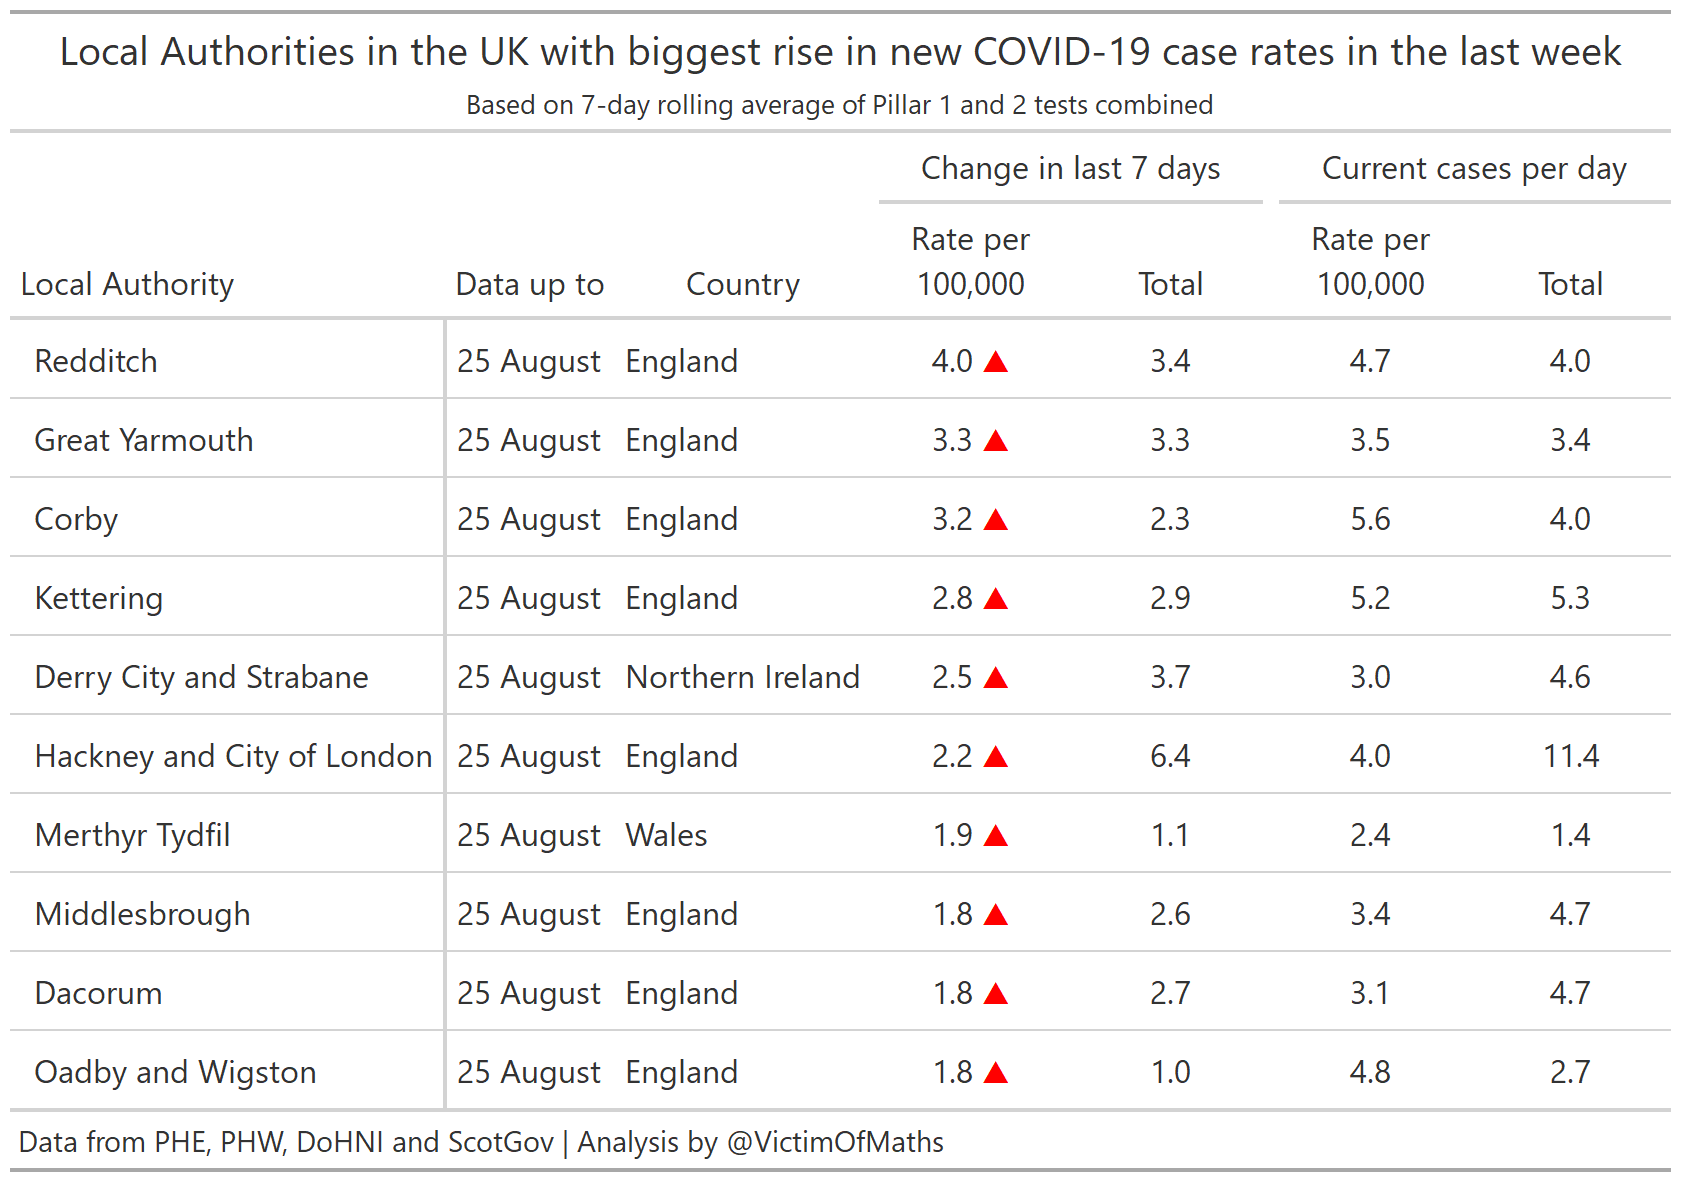 Local Authorities in the UK with biggest rise in new COVID-19 case rates in the last week
Based on 7-day rolling average of Pillar 1 and 2 tests combined
Change in last 7 days Current cases per day
Rate per Rate per
Local Authority Data up to Country 100,000 Total 100,000 Total
Redditch 25 August England 4.0 ▲ 3.4 4.7 4.0
Great Yarmouth 25 August England 3.3 ▲ 3.3 3.5 3.4
Corby 25 August England 3.2 ▲ 2.3 5.6 4.0
Kettering 25 August England 2.8 ▲ 2.9 5.2 5.3
Derry City and Strabane 25 August Northern Ireland 2.5 ▲ 3.7 3.0 4.6
Hackney and City of London 25 August England 2.2 ▲ 6.4 4.0 11.4
Merthyr Tydfil 25 August Wales 1.9 ▲ 1.1 2.4 1.4
Middlesbrough 25 August England 1.8 ▲ 2.6 3.4 4.7
Dacorum 25 August England 1.8 ▲ 2.7 3.1 4.7
Oadby and Wigston 25 August England 1.8 ▲ 1.0 4.8 2.7
Data from PHE, PHW, DoHNI and ScotGov | Analysis by @VictimOfMaths